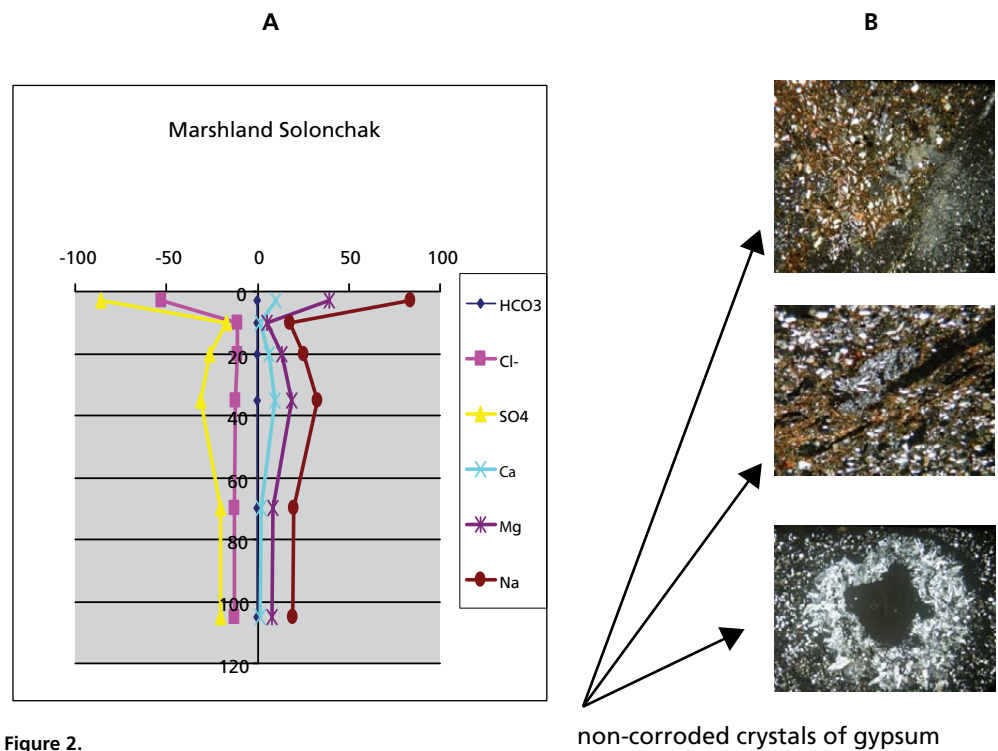 A
B
Marshland Solonchak
-100 -50 0 50 100
0
20
40
60
80
100
120
HCO3
Cl-
SO4
Ca
Mg
Na
non-corroded crystals of gypsum
Figure 2.